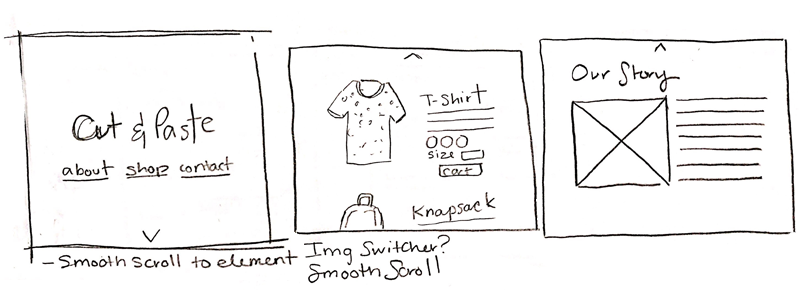 Cut & Paste
about shop contact
- Smooth scroll to element
T-Shirt
size
cart
Knapsack
Img Switcher?
Smooth Scroll
Our Story